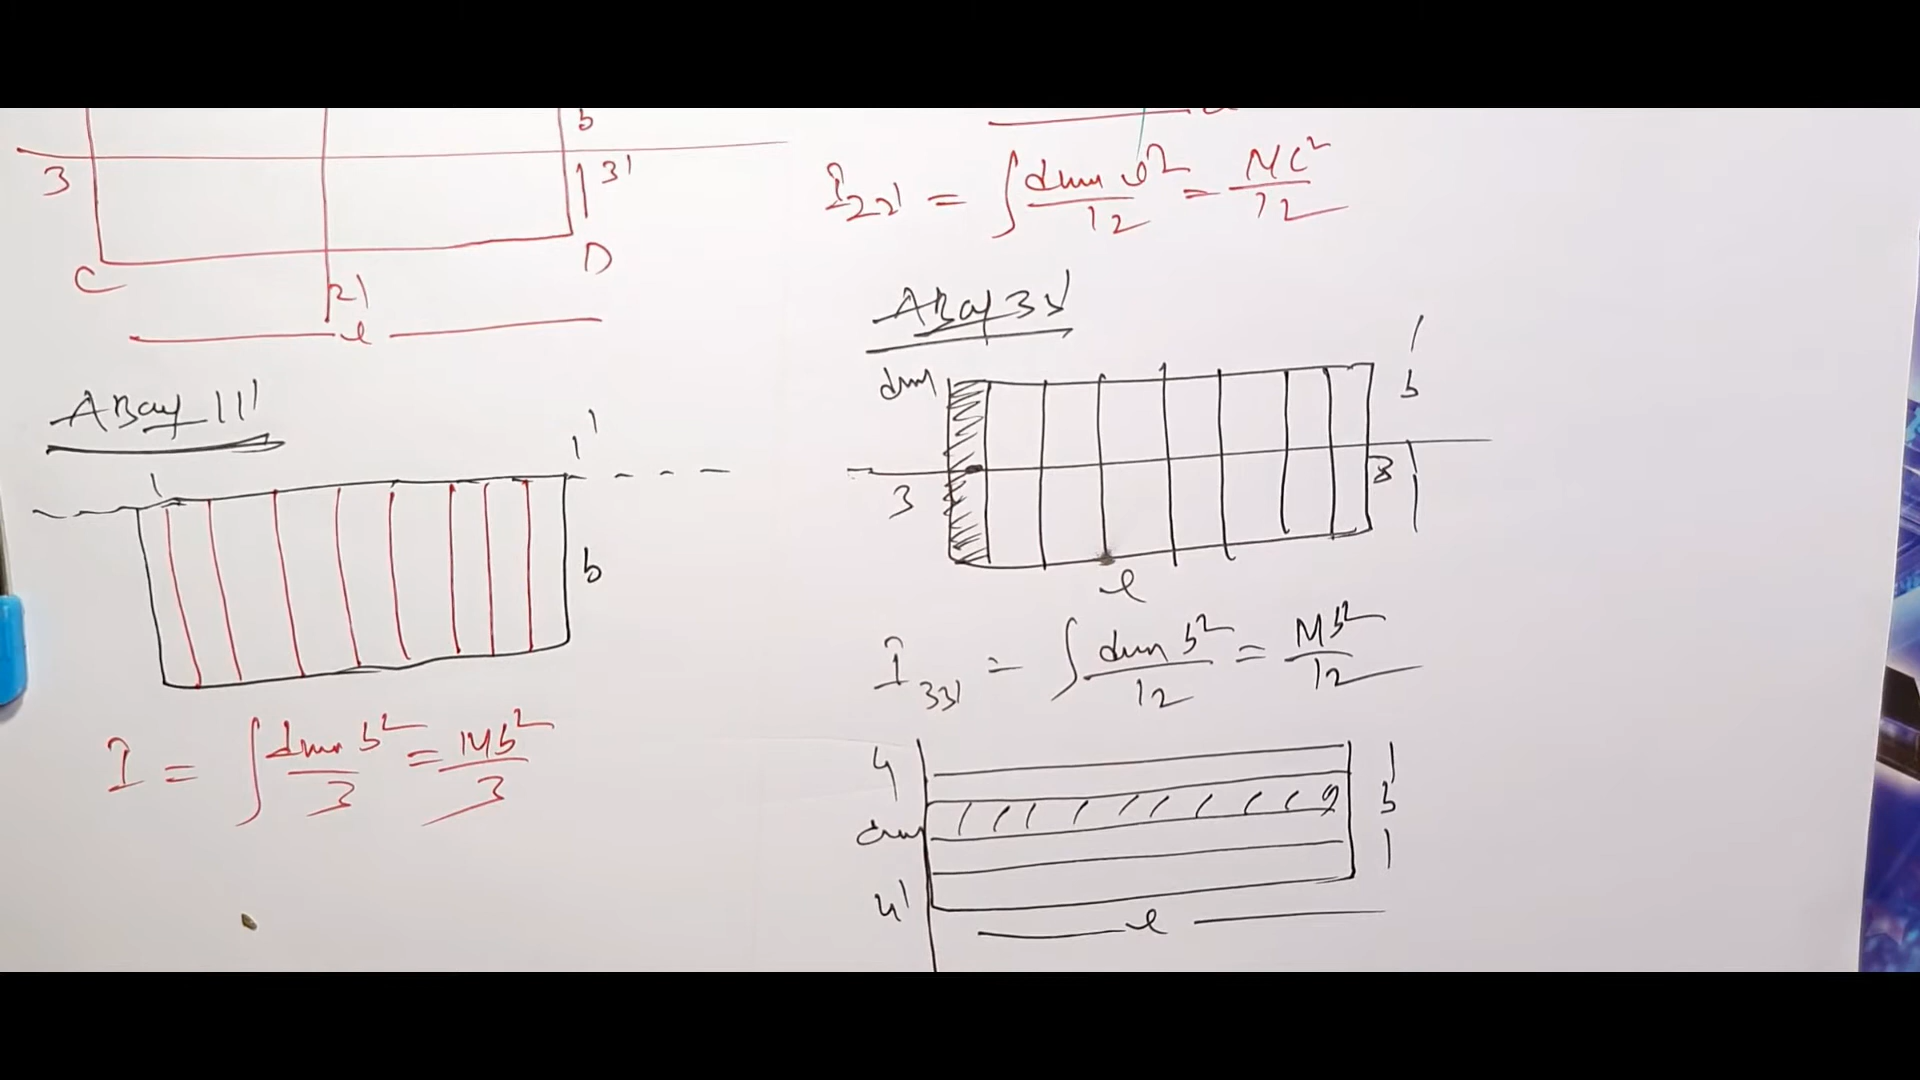 b
3
3'
C
D
2'
l
I₂₂' = ∫ dm l²/12 = Ml²/12
About 11'
1
1'
b
I = ∫ dm b²/3 = Mb²/3
About 33'
dm
b
3
3
l
I₃₃' = ∫ dm b²/12 = Mb²/12
4
dm
b
4'
l